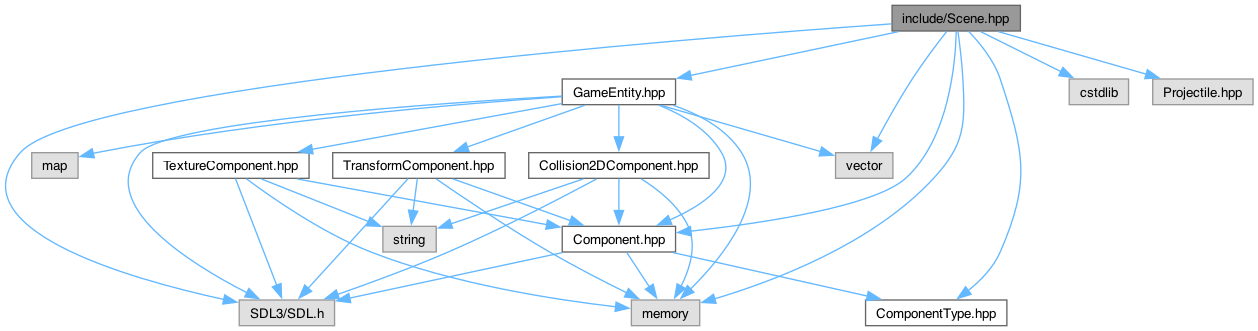 include/Scene.hpp
GameEntity.hpp
cstdlib
Projectile.hpp
map
TextureComponent.hpp
TransformComponent.hpp
Collision2DComponent.hpp
vector
string
Component.hpp
SDL3/SDL.h
memory
ComponentType.hpp